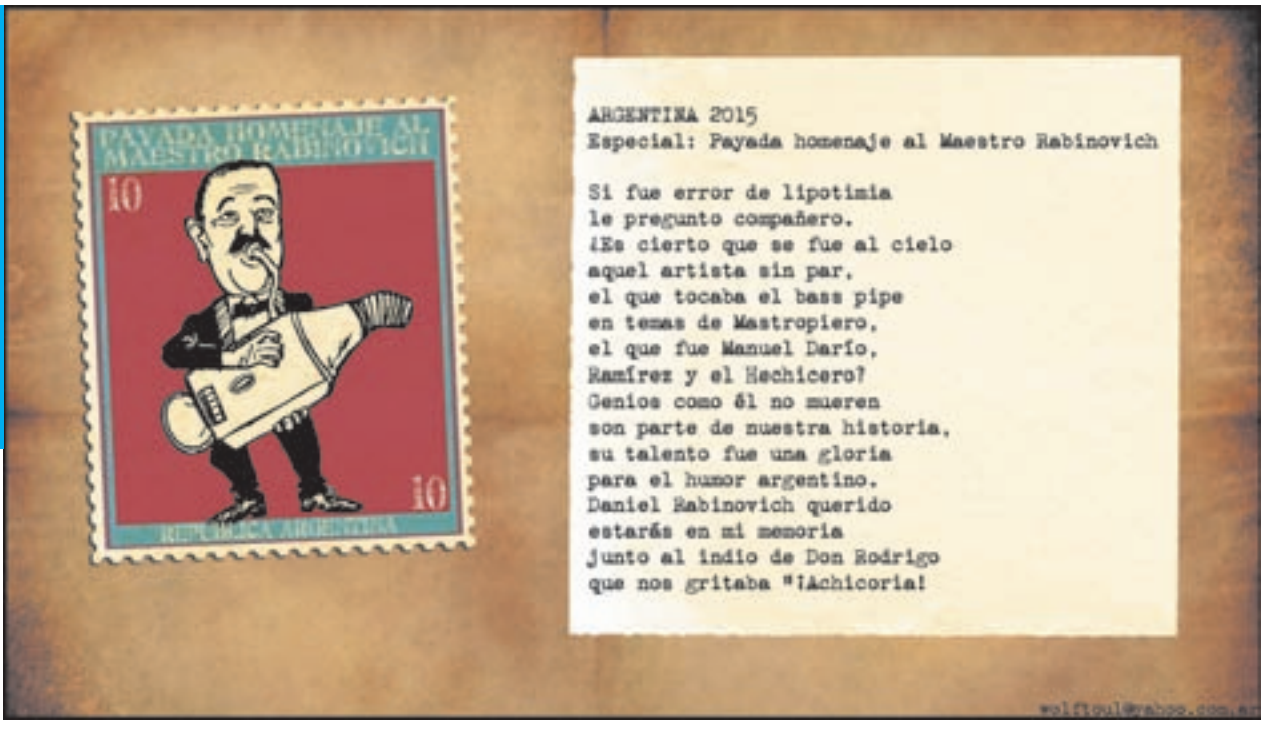 PAYADA HOMENAJE AL
MAESTRO RABINOVICH
10
10
REPÚBLICA ARGENTINA
ARGENTINA 2015
Especial: Payada homenaje al Maestro Rabinovich
Si fue error de lipotimia
le pregunto compañero.
¿Es cierto que se fue al cielo
aquel artista sin par,
el que tocaba el bass pipe
en temas de Mastropiero,
el que fue Manuel Darío,
Ramírez y el Hechicero?
Genios como él no mueren
son parte de nuestra historia,
su talento fue una gloria
para el humor argentino.
Daniel Rabinovich querido
estarás en mi memoria
junto al indio de Don Rodrigo
que nos gritaba "¡Achicoria!